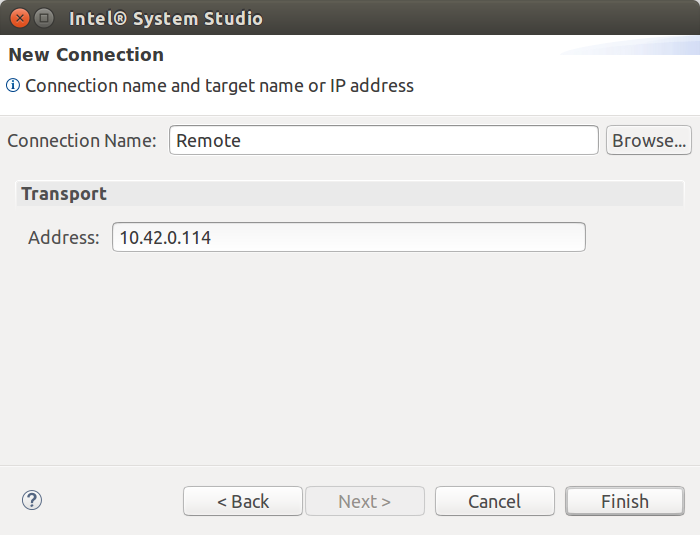 Intel® System Studio
New Connection
Connection name and target name or IP address
Connection Name: Remote Browse...
Transport
Address: 10.42.0.114
< Back Next > Cancel Finish